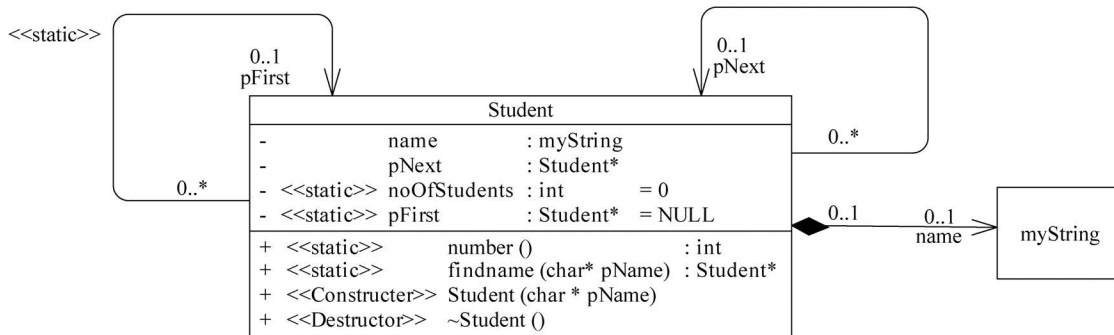 <<static>>
0..1
pFirst
0..1
pNext
Student
- name : myString
- pNext : Student*
- <<static>> noOfStudents : int = 0
- <<static>> pFirst : Student* = NULL
0..*
0..*
+ <<static>> number () : int
+ <<static>> findname (char* pName) : Student*
+ <<Constructer>> Student (char * pName)
+ <<Destructor>> ~Student ()
0..1
0..1
name
myString